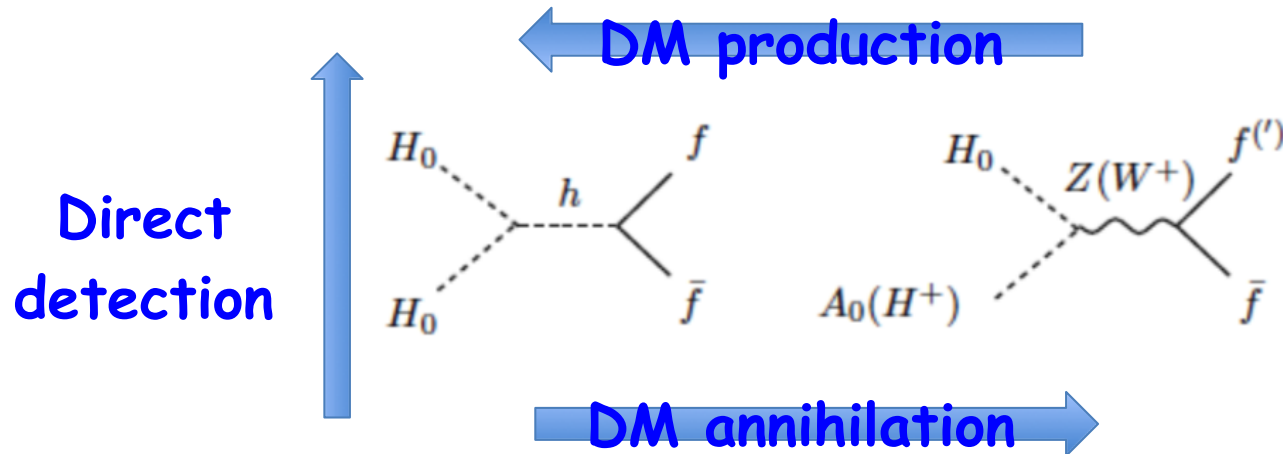 DM production
H₀
f
f⁽′⁾
h
H₀
Z(W⁺)
Direct
detection
H₀
f̄
A₀(H⁺)
f̄
DM annihilation